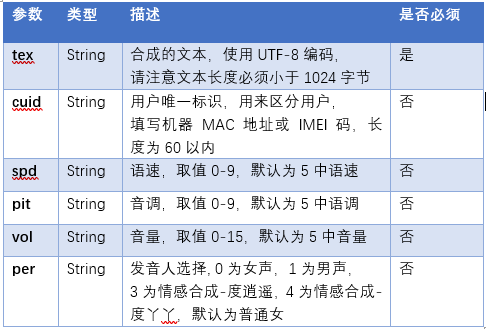 参数 类型 描述 是否必须
tex String 合成的文本，使用 UTF-8 编码， 是
请注意文本长度必须小于 1024 字节
cuid String 用户唯一标识，用来区分用户， 否
填写机器 MAC 地址或 IMEI 码，长
度为 60 以内
spd String 语速，取值 0-9，默认为 5 中语速 否
pit String 音调，取值 0-9，默认为 5 中语调 否
vol String 音量，取值 0-15，默认为 5 中音量 否
per String 发音人选择, 0 为女声，1 为男声， 否
3 为情感合成-度逍遥，4 为情感合成-
度丫丫，默认为普通女